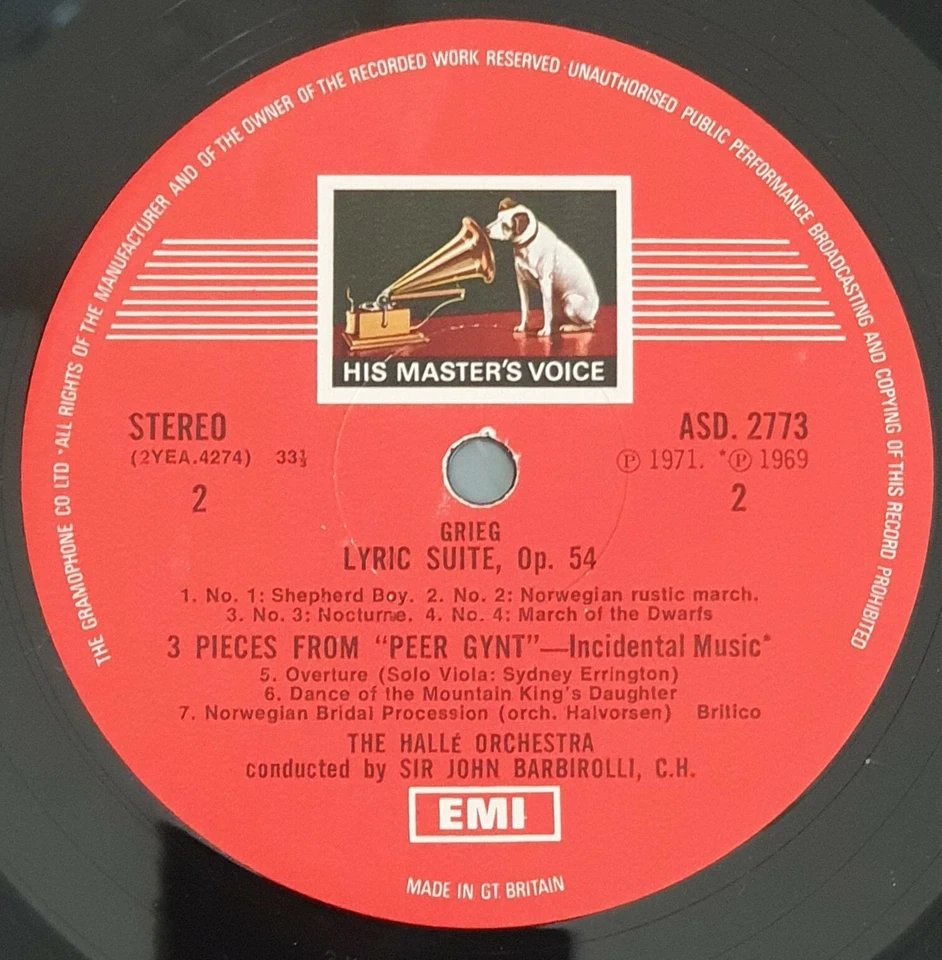 THE GRAMOPHONE CO LTD · ALL RIGHTS OF THE MANUFACTURER AND OF THE OWNER OF THE RECORDED WORK RESERVED · UNAUTHORISED PUBLIC PERFORMANCE BROADCASTING AND COPYING OF THIS RECORD PROHIBITED
HIS MASTER'S VOICE
STEREO
ASD. 2773
(2YEA.4274) 33⅓
℗ 1971. *℗ 1969
2
2
GRIEG
LYRIC SUITE, Op. 54
1. No. 1: Shepherd Boy. 2. No. 2: Norwegian rustic march.
3. No. 3: Nocturne. 4. No. 4: March of the Dwarfs
3 PIECES FROM "PEER GYNT"—Incidental Music*
5. Overture (Solo Viola: Sydney Errington)
6. Dance of the Mountain King's Daughter
7. Norwegian Bridal Procession (orch. Halvorsen) Britico
THE HALLÉ ORCHESTRA
conducted by SIR JOHN BARBIROLLI, C.H.
EMI
MADE IN GT. BRITAIN